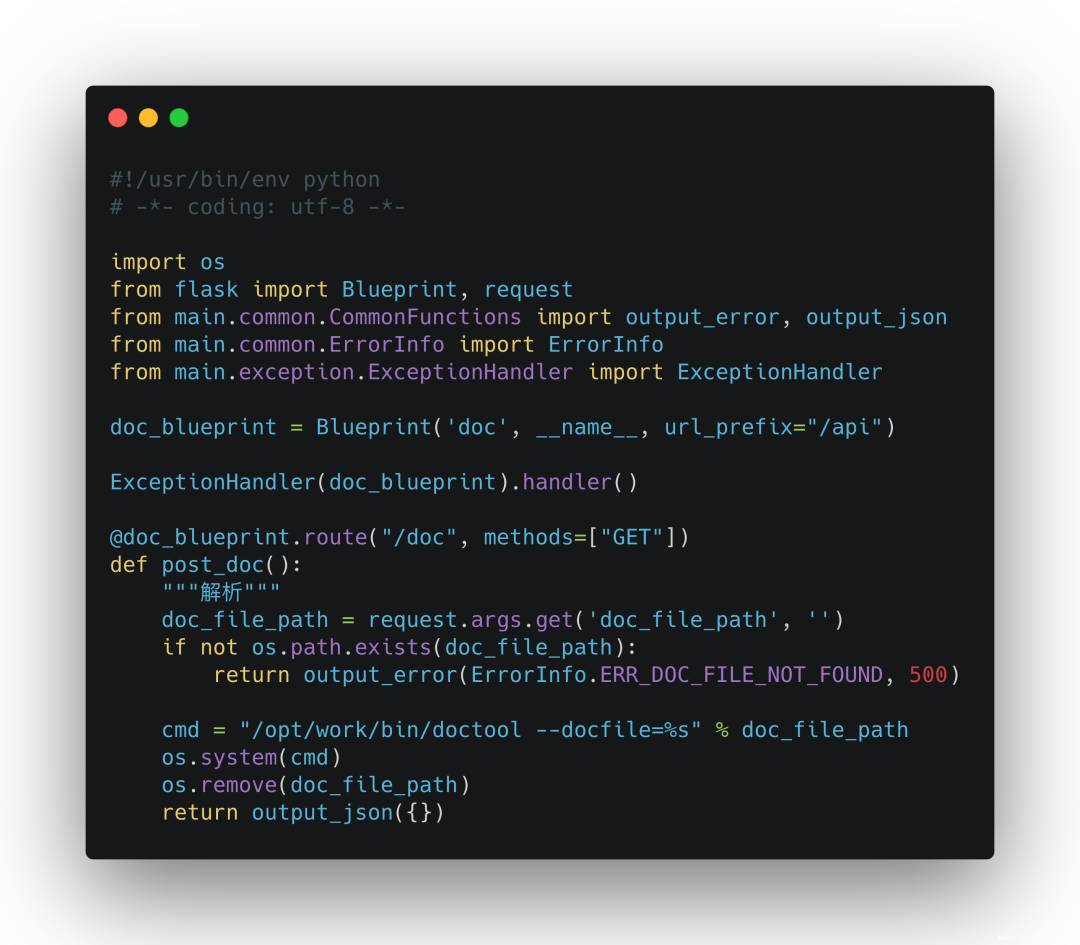 #!/usr/bin/env python
# -*- coding: utf-8 -*-
import os
from flask import Blueprint, request
from main.common.CommonFunctions import output_error, output_json
from main.common.ErrorInfo import ErrorInfo
from main.exception.ExceptionHandler import ExceptionHandler
doc_blueprint = Blueprint('doc', __name__, url_prefix="/api")
ExceptionHandler(doc_blueprint).handler()
@doc_blueprint.route("/doc", methods=["GET"])
def post_doc():
    """解析"""
    doc_file_path = request.args.get('doc_file_path', '')
    if not os.path.exists(doc_file_path):
        return output_error(ErrorInfo.ERR_DOC_FILE_NOT_FOUND, 500)
    cmd = "/opt/work/bin/doctool --docfile=%s" % doc_file_path
    os.system(cmd)
    os.remove(doc_file_path)
    return output_json({})